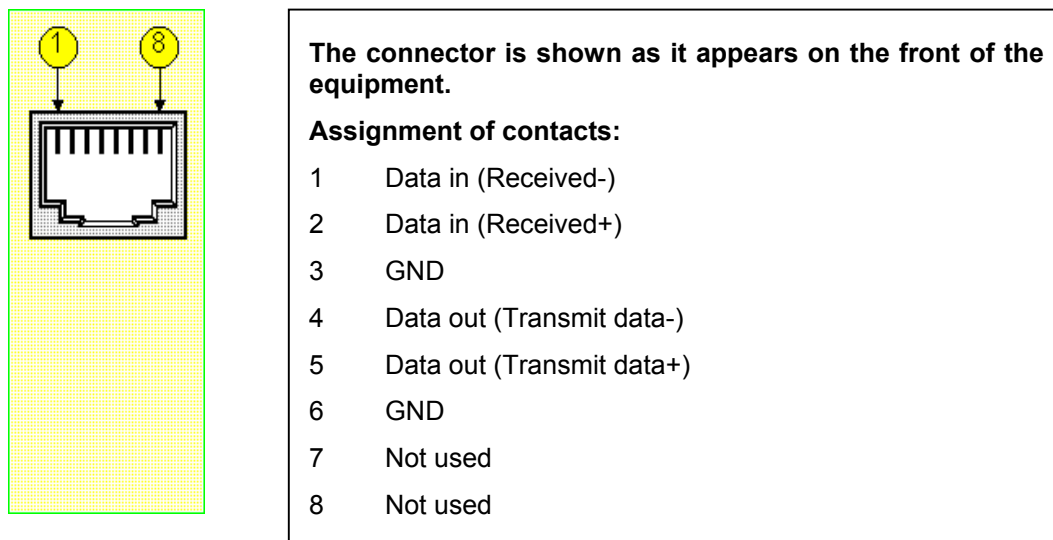 1 8
The connector is shown as it appears on the front of the
equipment.
Assignment of contacts:
1 Data in (Received-)
2 Data in (Received+)
3 GND
4 Data out (Transmit data-)
5 Data out (Transmit data+)
6 GND
7 Not used
8 Not used